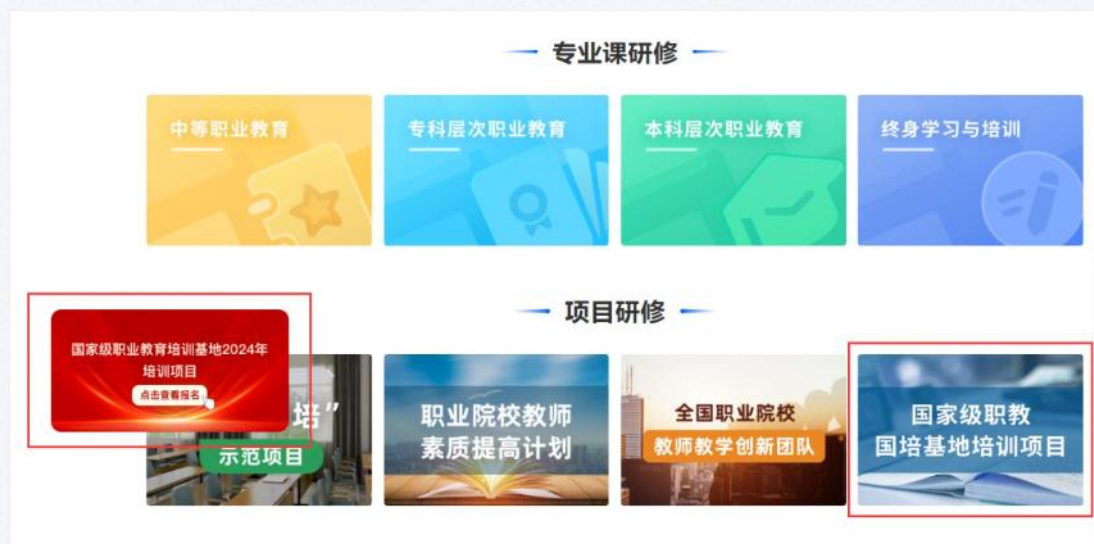 专业课研修
中等职业教育
专科层次职业教育
本科层次职业教育
终身学习与培训
项目研修
国家级职业教育培训基地2024年
培训项目
点击查看报名
培”
示范项目
职业院校教师
素质提高计划
全国职业院校
教师教学创新团队
国家级职教
国培基地培训项目